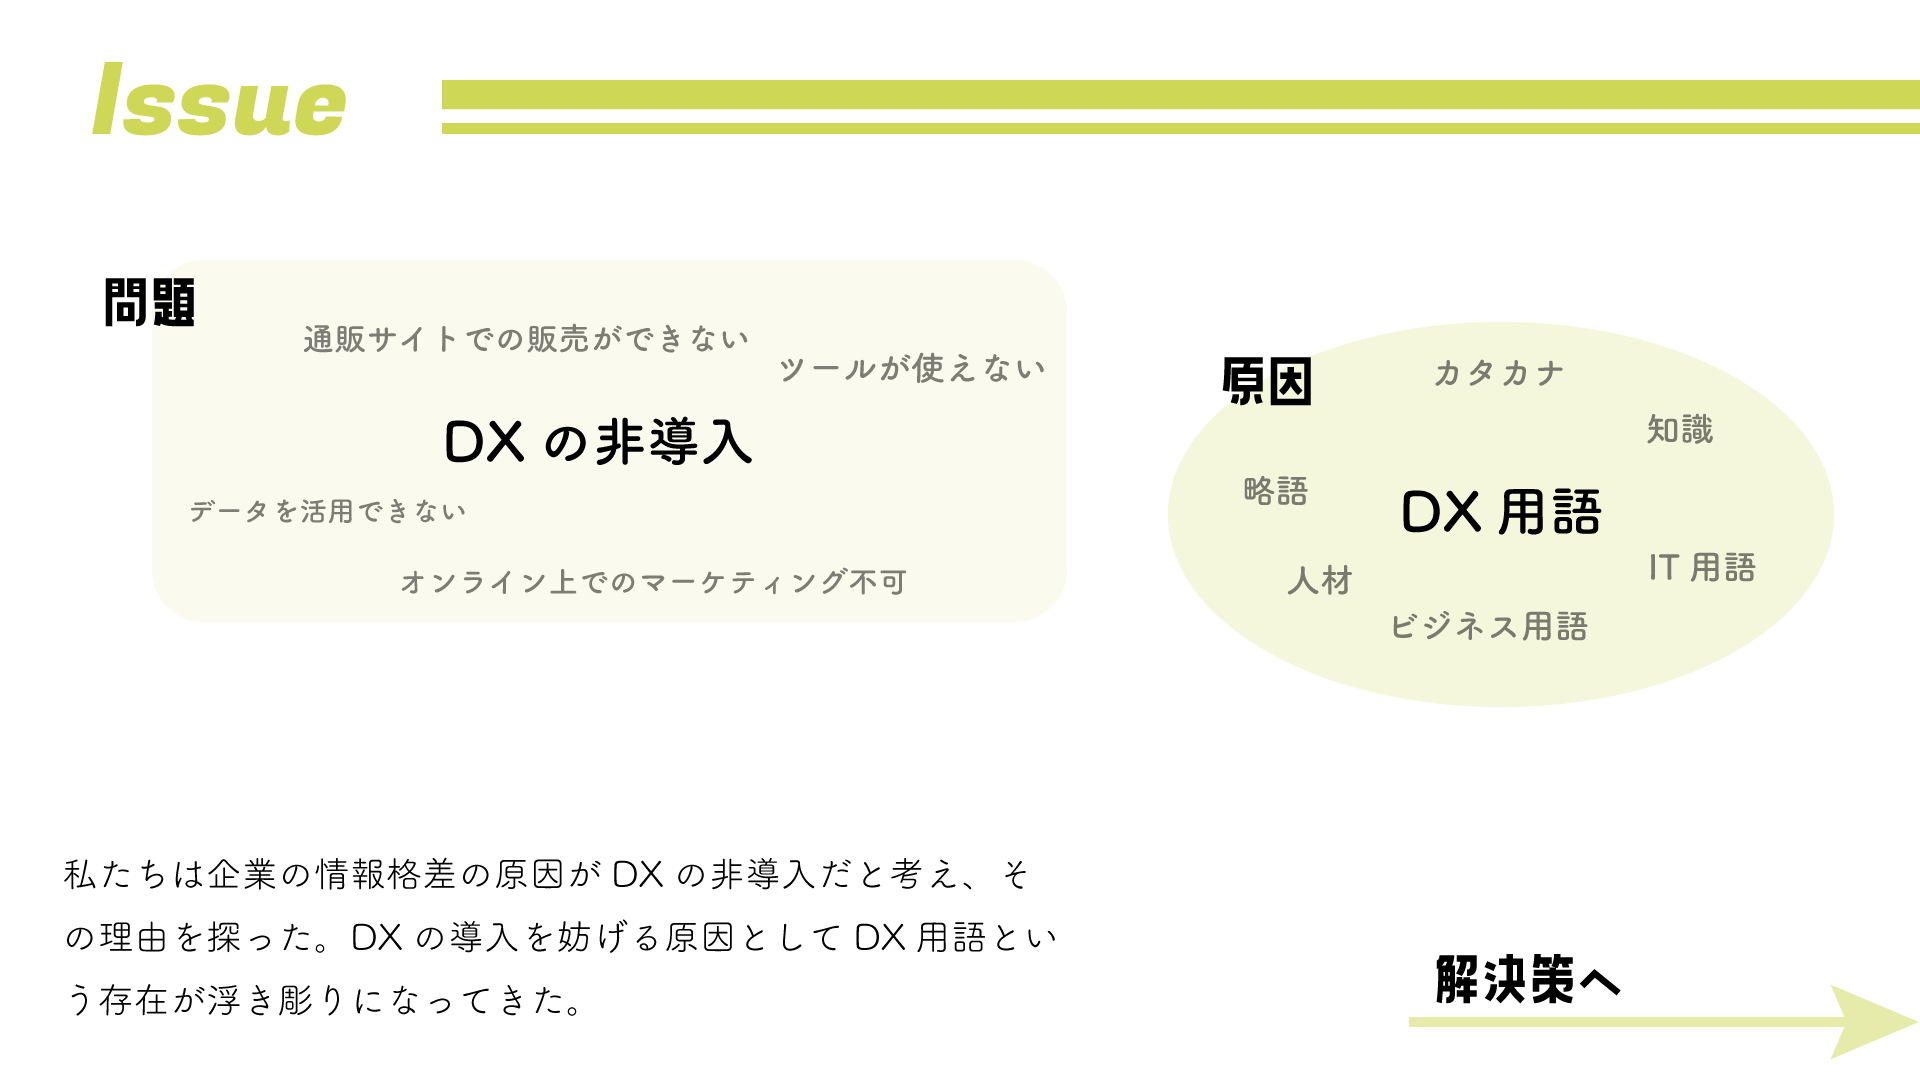 Issue
問題
通販サイトでの販売ができない
ツールが使えない
DX の非導入
データを活用できない
オンライン上でのマーケティング不可
原因
カタカナ
知識
略語
DX 用語
IT 用語
人材
ビジネス用語
私たちは企業の情報格差の原因が DX の非導入だと考え、そ
の理由を探った。DX の導入を妨げる原因として DX 用語とい
う存在が浮き彫りになってきた。
解決策へ